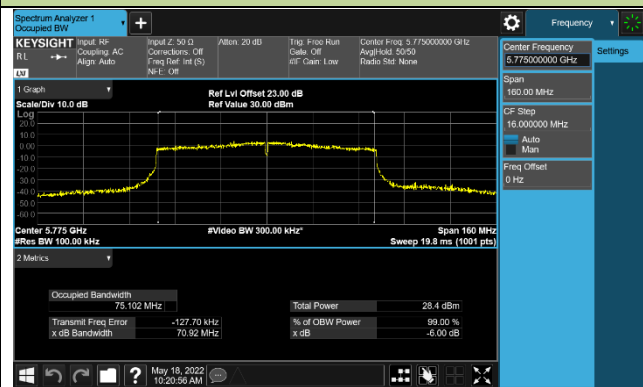 Spectrum Analyzer 1
Occupied BW
Frequency
KEYSIGHT
Input: RF
Coupling: AC
Align: Auto
Input Z: 50 Ω
Corrections: Off
Freq Ref: Int (S)
NFE: Off
Atten: 20 dB
Trig: Free Run
Gate: Off
#IF Gain: Low
Center Freq: 5.775000000 GHz
Avg|Hold: 50/50
Radio Std: None
RL
LXI
Center Frequency
5.775000000 GHz
Settings
Span
160.00 MHz
CF Step
16.000000 MHz
Auto
Man
Freq Offset
0 Hz
1 Graph
Scale/Div 10.0 dB
Ref Lvl Offset 23.00 dB
Ref Value 30.00 dBm
Log
20.0
10.0
0.00
-10.0
-20.0
-30.0
-40.0
-50.0
-60.0
Center 5.775 GHz
#Res BW 100.00 kHz
#Video BW 300.00 kHz*
Span 160 MHz
Sweep 19.8 ms (1001 pts)
2 Metrics
Occupied Bandwidth
75.102 MHz
Total Power 28.4 dBm
Transmit Freq Error -127.70 kHz
% of OBW Power 99.00 %
x dB Bandwidth 70.92 MHz
x dB -6.00 dB
May 18, 2022
10:20:56 AM